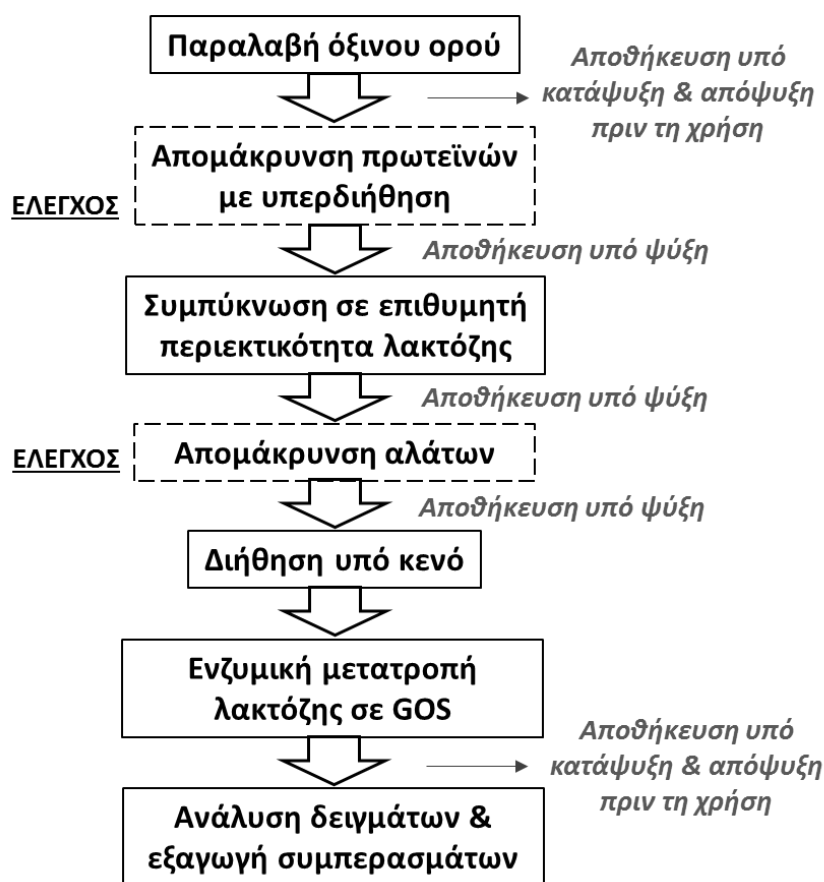 Παραλαβή όξινου ορού
Αποθήκευση υπό
κατάψυξη & απόψυξη
πριν τη χρήση
Απομάκρυνση πρωτεϊνών
με υπερδιήθηση
ΕΛΕΓΧΟΣ
Αποθήκευση υπό ψύξη
Συμπύκνωση σε επιθυμητή
περιεκτικότητα λακτόζης
Αποθήκευση υπό ψύξη
Απομάκρυνση αλάτων
ΕΛΕΓΧΟΣ
Αποθήκευση υπό ψύξη
Διήθηση υπό κενό
Ενζυμική μετατροπή
λακτόζης σε GOS
Αποθήκευση υπό
κατάψυξη & απόψυξη
πριν τη χρήση
Ανάλυση δειγμάτων &
εξαγωγή συμπερασμάτων